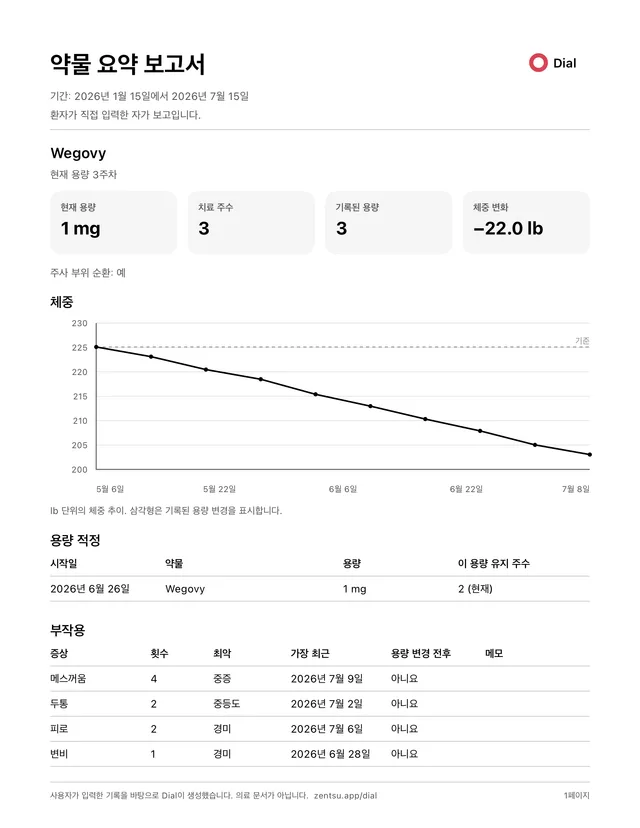 약물 요약 보고서
Dial
기간: 2026년 1월 15일에서 2026년 7월 15일
환자가 직접 입력한 자가 보고입니다.
Wegovy
현재 용량 3주차
현재 용량 치료 주수 기록된 용량 체중 변화
1 mg 3 3 −22.0 lb
주사 부위 순환: 예
체중
230
기준
225
220
215
210
205
200
5월 6일 5월 22일 6월 6일 6월 22일 7월 8일
lb 단위의 체중 추이. 삼각형은 기록된 용량 변경을 표시합니다.
용량 적정
시작일 약물 용량 이 용량 유지 주수
2026년 6월 26일 Wegovy 1 mg 2 (현재)
부작용
증상 횟수 최악 가장 최근 용량 변경 전후 메모
메스꺼움 4 중증 2026년 7월 9일 아니요
두통 2 중등도 2026년 7월 2일 아니요
피로 2 경미 2026년 7월 6일 아니요
변비 1 경미 2026년 6월 28일 아니요
사용자가 입력한 기록을 바탕으로 Dial이 생성했습니다. 의료 문서가 아닙니다. zentsu.app/dial 1페이지